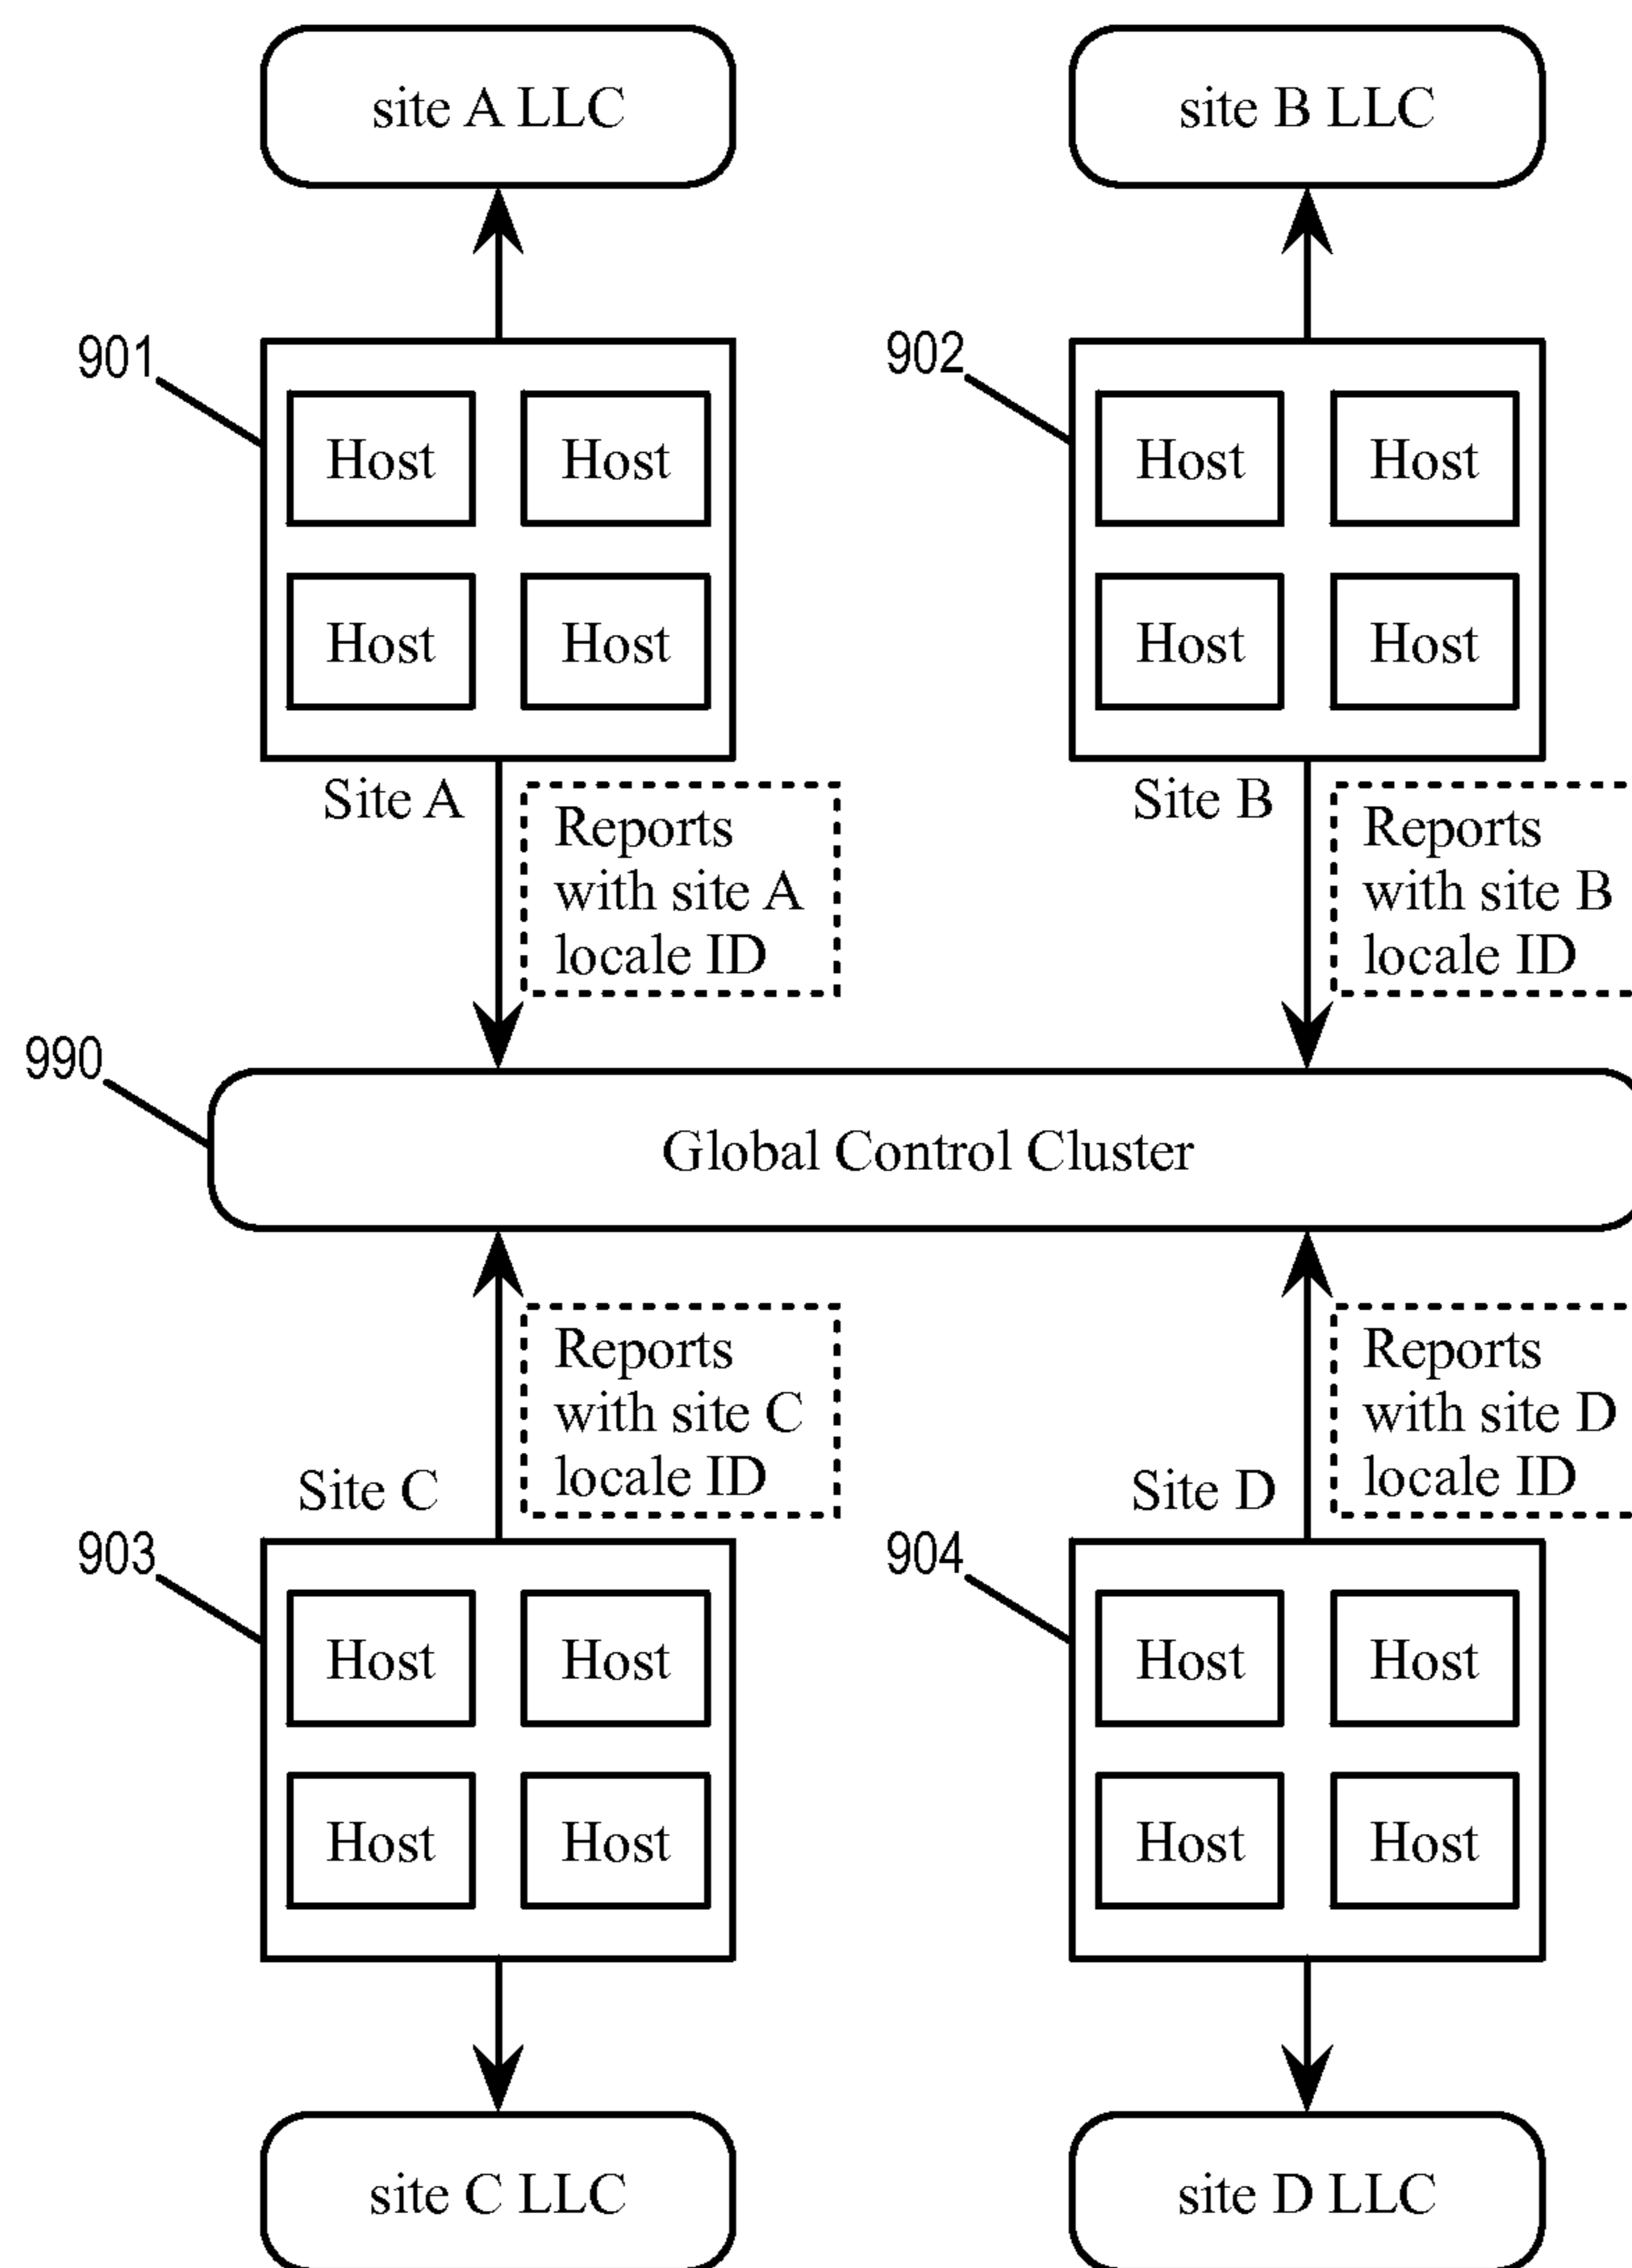 site A LLC
site B LLC
901
902
Host
Host
Host
Host
Host
Host
Host
Host
Site A
Reports
with site A
locale ID
Site B
Reports
with site B
locale ID
990
Global Control Cluster
Reports
with site C
locale ID
Site C
Reports
with site D
locale ID
Site D
903
904
Host
Host
Host
Host
Host
Host
Host
Host
site C LLC
site D LLC